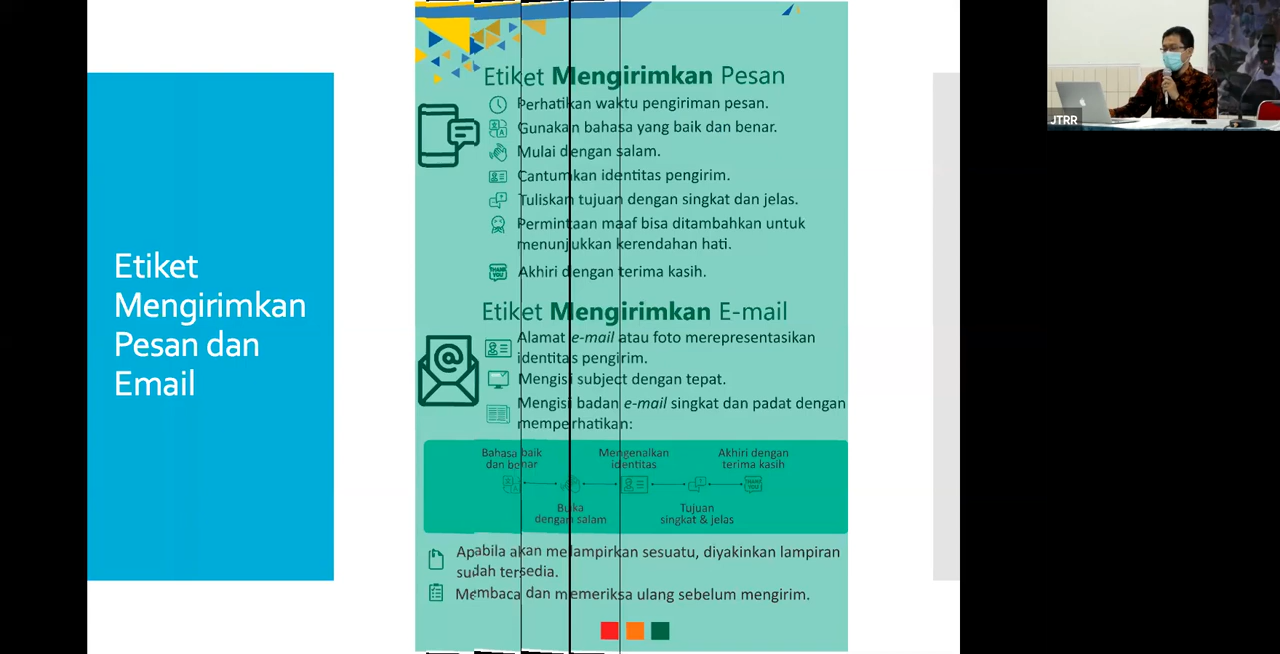 Etiket
Mengirimkan
Pesan dan
Email
Etiket Mengirimkan Pesan
Perhatikan waktu pengiriman pesan.
Gunakan bahasa yang baik dan benar.
Mulai dengan salam.
Cantumkan identitas pengirim.
Tuliskan tujuan dengan singkat dan jelas.
Permintaan maaf bisa ditambahkan untuk
menunjukkan kerendahan hati.
THANK YOU
Akhiri dengan terima kasih.
Etiket Mengirimkan E-mail
Alamat e-mail atau foto merepresentasikan
identitas pengirim.
Mengisi subject dengan tepat.
Mengisi badan e-mail singkat dan padat dengan
memperhatikan:
Bahasa baik
dan benar
Buka
dengan salam
Mengenalkan
identitas
Tujuan
singkat & jelas
Akhiri dengan
terima kasih
Apabila akan melampirkan sesuatu, diyakinkan lampiran
sudah tersedia.
Membaca dan memeriksa ulang sebelum mengirim.
JTRR